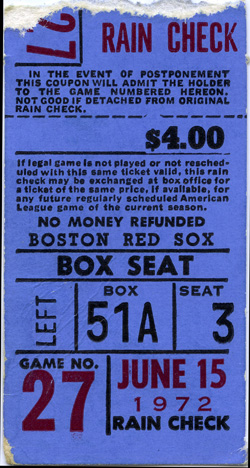 27
RAIN CHECK
IN THE EVENT OF POSTPONEMENT
THIS COUPON WILL ADMIT THE HOLDER
TO THE GAME NUMBERED HEREON.
NOT GOOD IF DETACHED FROM ORIGINAL
RAIN CHECK.
$4.00
If legal game is not played or not resched-
uled with this same ticket valid, this rain
check may be exchanged at box office for
a ticket of the same price, if available, for
any future regularly scheduled American
League game of the current season.
NO MONEY REFUNDED
BOSTON RED SOX
BOX SEAT
LEFT
BOX
SEAT
51A
3
GAME NO.
27
JUNE 15
1972
RAIN CHECK